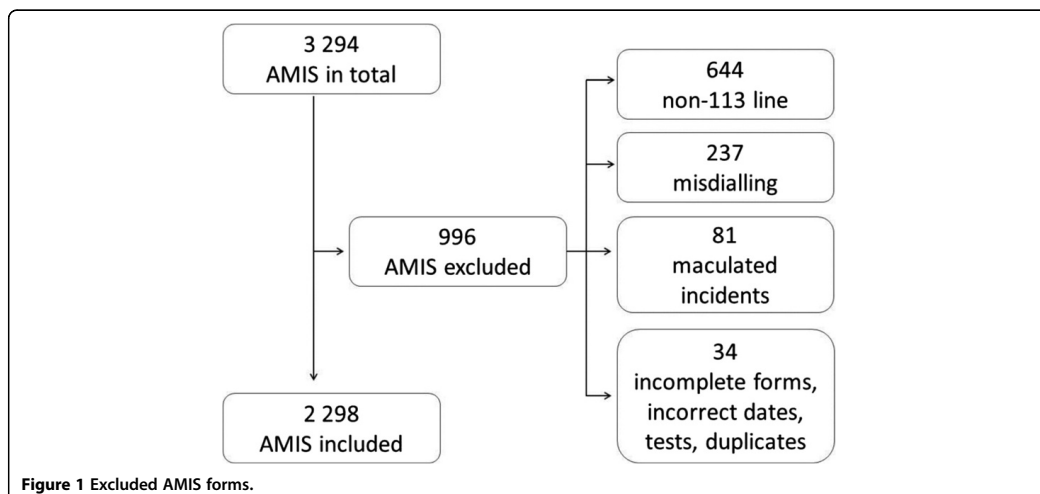 3 294
AMIS in total
996
AMIS excluded
2 298
AMIS included
644
non-113 line
237
misdialling
81
maculated
incidents
34
incomplete forms,
incorrect dates,
tests, duplicates
Figure 1 Excluded AMIS forms.